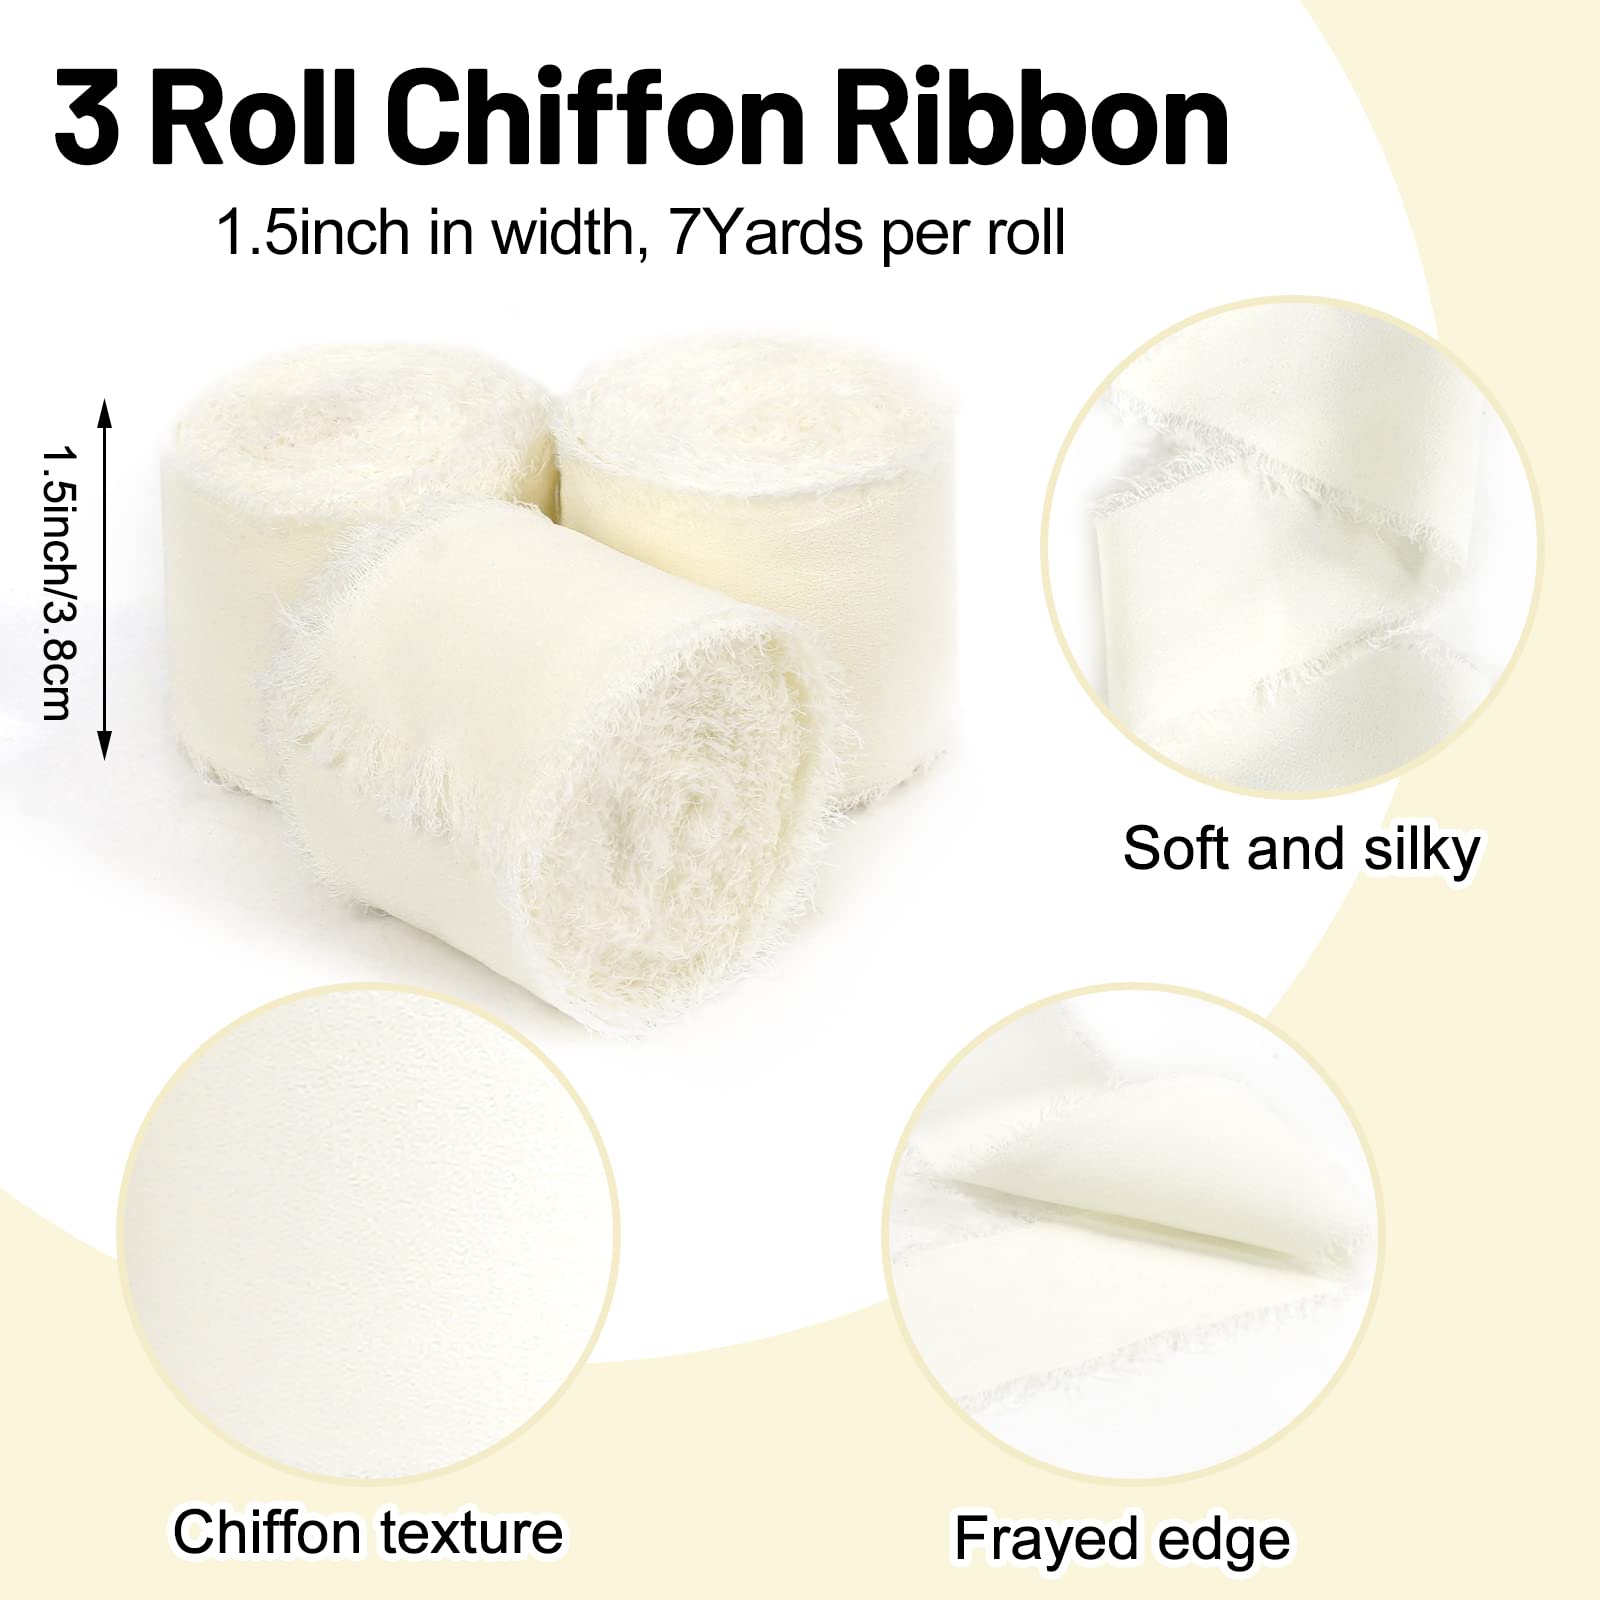 3 Roll Chiffon Ribbon
1.5inch in width, 7Yards per roll
1.5inch/3.8cm
Soft and silky
Chiffon texture
Frayed edge